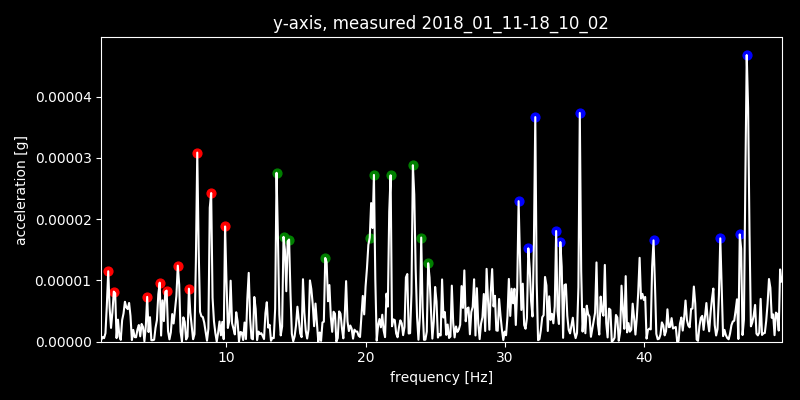 y-axis, measured 2018_01_11-18_10_02
acceleration [g]
0.00004
0.00003
0.00002
0.00001
0.00000
10 20 30 40
frequency [Hz]